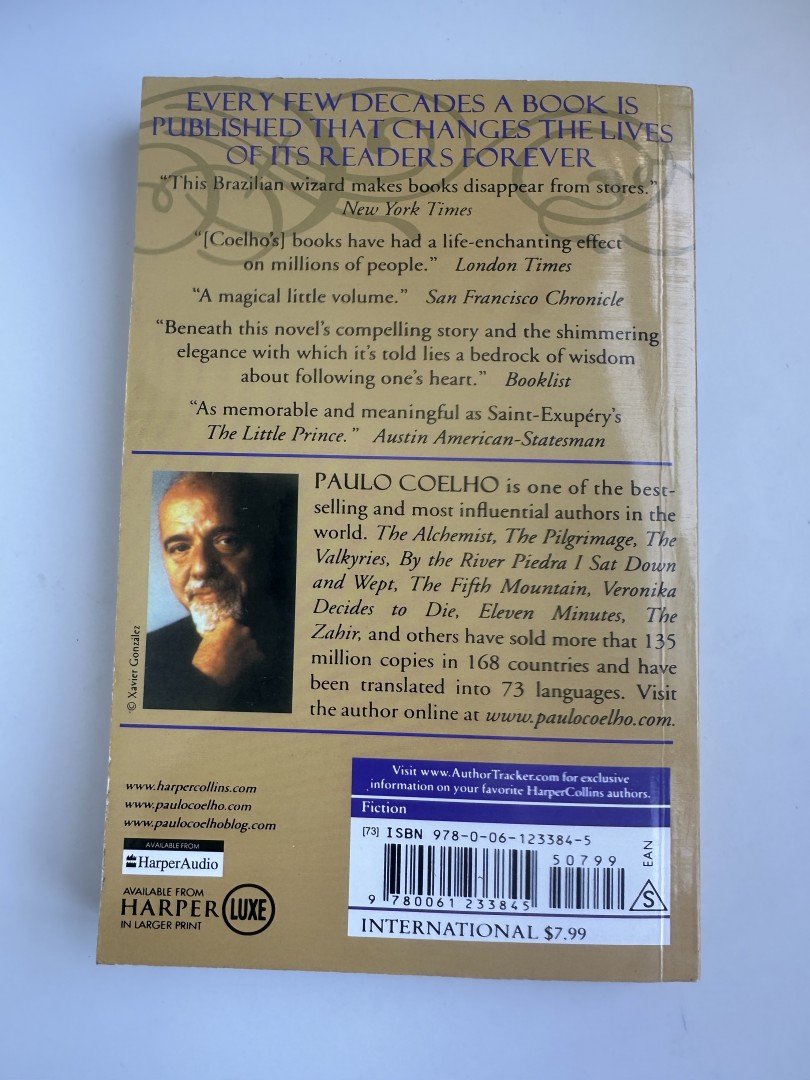 EVERY FEW DECADES A BOOK IS
PUBLISHED THAT CHANGES THE LIVES
OF ITS READERS FOREVER
“This Brazilian wizard makes books disappear from stores.”
New York Times
“[Coelho’s] books have had a life-enchanting effect
on millions of people.” London Times
“A magical little volume.” San Francisco Chronicle
“Beneath this novel’s compelling story and the shimmering
elegance with which it’s told lies a bedrock of wisdom
about following one’s heart.” Booklist
“As memorable and meaningful as Saint-Exupéry’s
The Little Prince.” Austin American-Statesman
PAULO COELHO is one of the best-
selling and most influential authors in the
world. The Alchemist, The Pilgrimage, The
Valkyries, By the River Piedra I Sat Down
and Wept, The Fifth Mountain, Veronika
Decides to Die, Eleven Minutes, The
Zahir, and others have sold more that 135
million copies in 168 countries and have
been translated into 73 languages. Visit
the author online at www.paulocoelho.com.
© Xavier González
www.harpercollins.com
www.paulocoelho.com
www.paulocoelhoblog.com
AVAILABLE FROM
HarperAudio
AVAILABLE FROM
HARPER LUXE
IN LARGER PRINT
Visit www.AuthorTracker.com for exclusive
information on your favorite HarperCollins authors.
Fiction
[73] ISBN 978-0-06-123384-5
50799
EAN
S
9 780061 233845
INTERNATIONAL $7.99